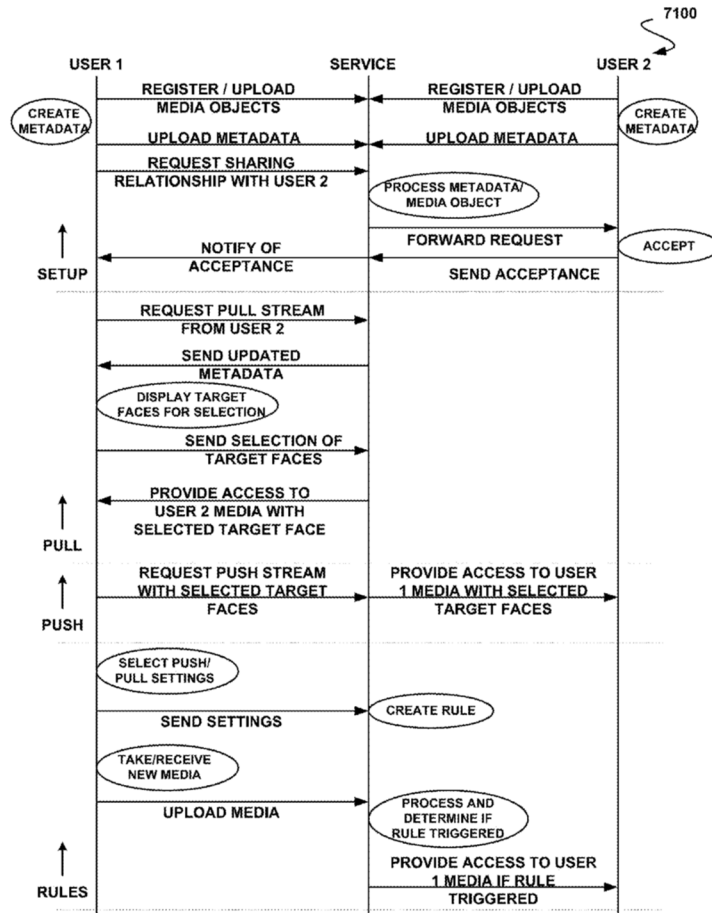 7100
USER 1
SERVICE
USER 2
REGISTER / UPLOAD
MEDIA OBJECTS
REGISTER / UPLOAD
MEDIA OBJECTS
CREATE
METADATA
CREATE
METADATA
UPLOAD METADATA
UPLOAD METADATA
REQUEST SHARING
RELATIONSHIP WITH USER 2
PROCESS METADATA/
MEDIA OBJECT
FORWARD REQUEST
ACCEPT
NOTIFY OF
ACCEPTANCE
SEND ACCEPTANCE
SETUP
REQUEST PULL STREAM
FROM USER 2
SEND UPDATED
METADATA
DISPLAY TARGET
FACES FOR SELECTION
SEND SELECTION OF
TARGET FACES
PROVIDE ACCESS TO
USER 2 MEDIA WITH
SELECTED TARGET FACE
PULL
REQUEST PUSH STREAM
WITH SELECTED TARGET
FACES
PROVIDE ACCESS TO USER
1 MEDIA WITH SELECTED
TARGET FACES
PUSH
SELECT PUSH/
PULL SETTINGS
SEND SETTINGS
CREATE RULE
TAKE/RECEIVE
NEW MEDIA
UPLOAD MEDIA
PROCESS AND
DETERMINE IF
RULE TRIGGERED
PROVIDE ACCESS TO USER
1 MEDIA IF RULE
TRIGGERED
RULES